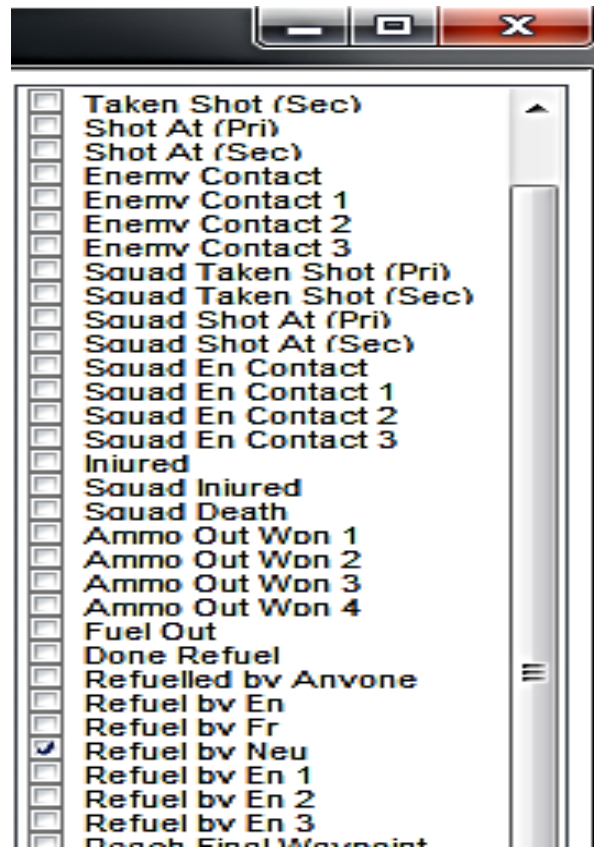 Taken Shot (Sec)
Shot At (Pri)
Shot At (Sec)
Enemy Contact
Enemy Contact 1
Enemy Contact 2
Enemy Contact 3
Squad Taken Shot (Pri)
Squad Taken Shot (Sec)
Squad Shot At (Pri)
Squad Shot At (Sec)
Squad En Contact
Squad En Contact 1
Squad En Contact 2
Squad En Contact 3
Injured
Squad Injured
Squad Death
Ammo Out Wpn 1
Ammo Out Wpn 2
Ammo Out Wpn 3
Ammo Out Wpn 4
Fuel Out
Done Refuel
Refuelled by Anyone
Refuel by En
Refuel by Fr
Refuel by Neu
Refuel by En 1
Refuel by En 2
Refuel by En 3
Reach Final Waypoint